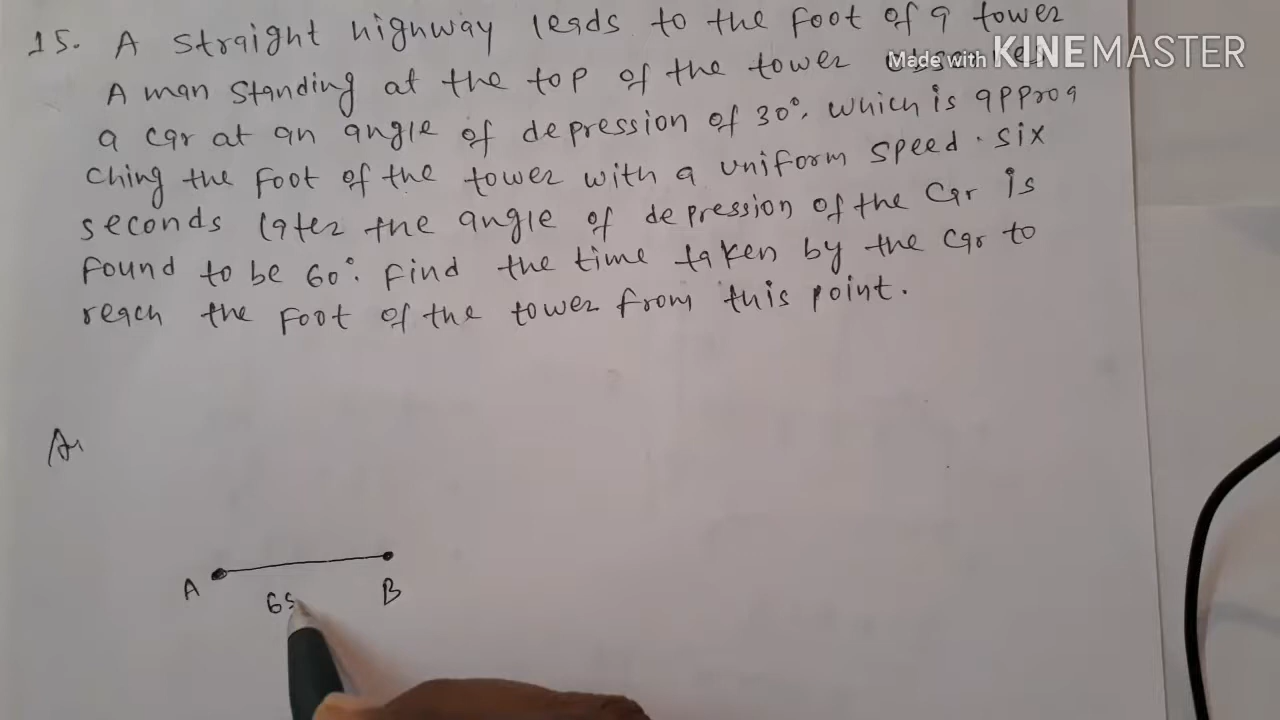 15. A straight highway leads to the foot of a tower
A man standing at the top of the tower
Made with KINEMASTER
a car at an angle of depression of 30°. which is approa
ching the foot of the tower with a uniform speed. six
seconds later the angle of depression of the car is
found to be 60°. Find the time taken by the car to
reach the foot of the tower from this point.
A B
6s